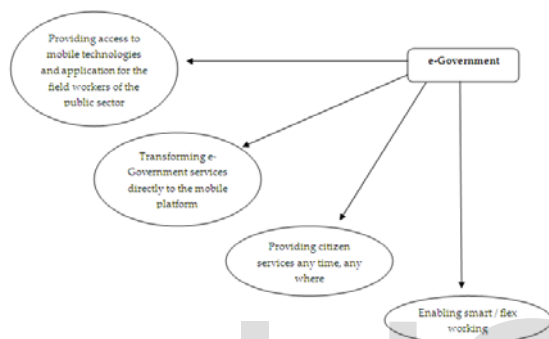 Providing access to
mobile technologies
and application for the
field workers of the
public sector
e-Government
Transforming e-
Government services
directly to the mobile
platform
Providing citizen
services any time, any
where
Enabling smart / flex
working